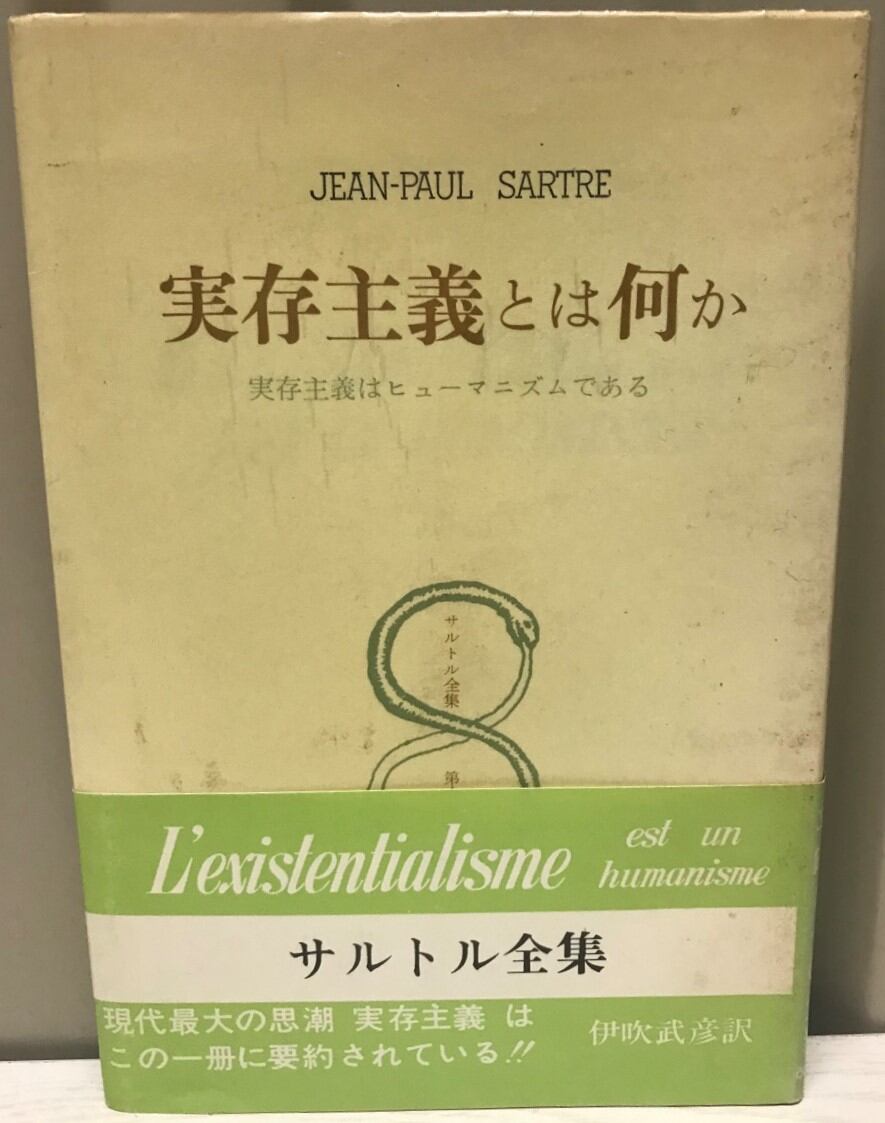 JEAN-PAUL SARTRE
実存主義とは何か
実存主義はヒューマニズムである
サルトル全集 第
L'existentialisme
est un
humanisme
サルトル全集
現代最大の思潮 実存主義 は
この一冊に要約されている!!
伊吹武彦訳